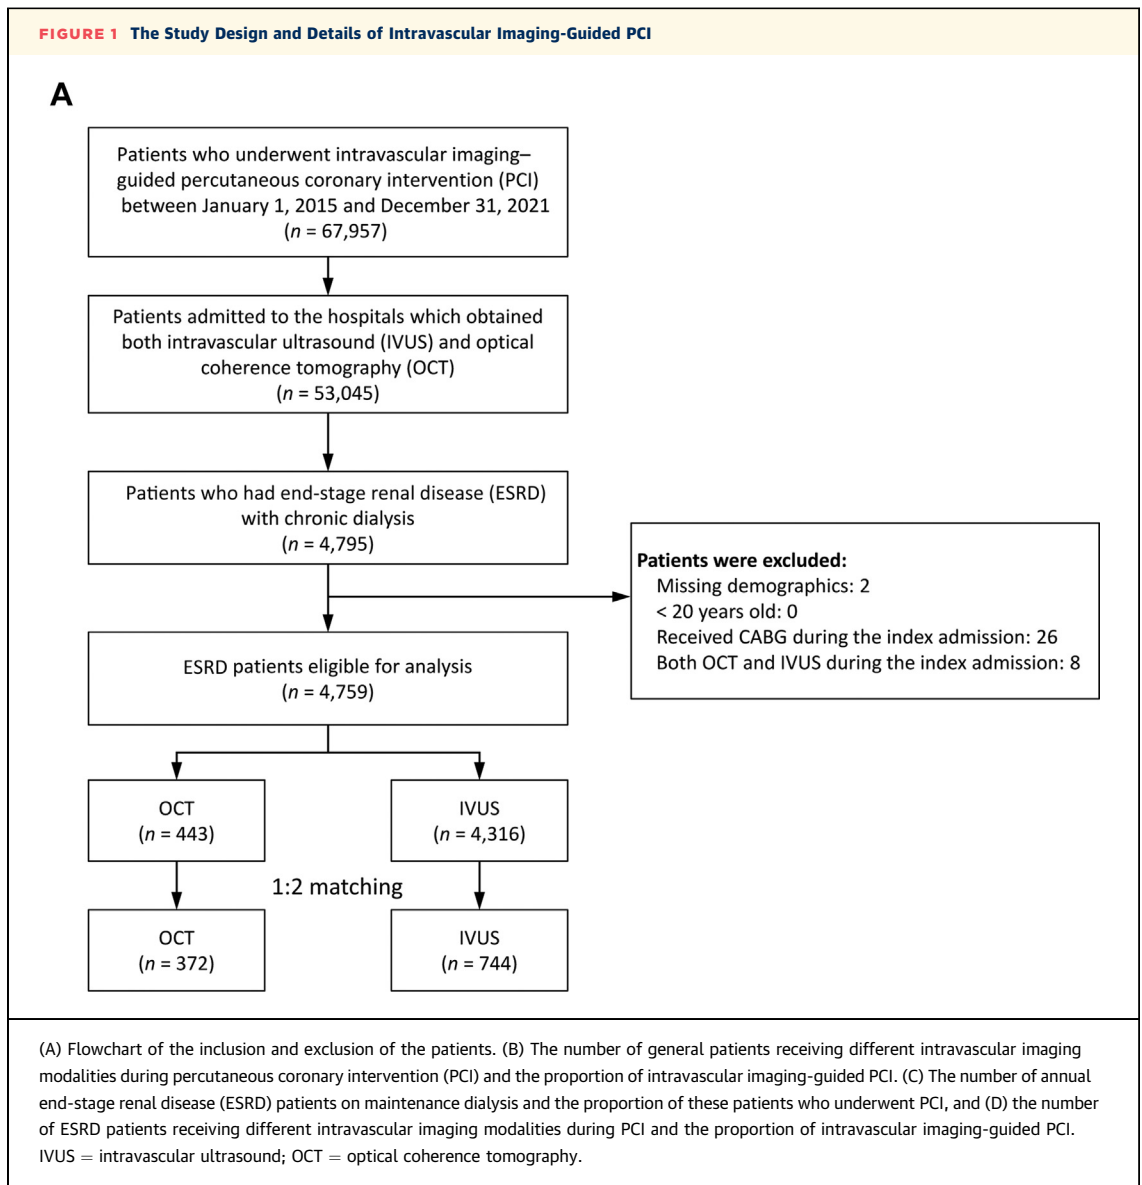 FIGURE 1 The Study Design and Details of Intravascular Imaging-Guided PCI
A
Patients who underwent intravascular imaging–
guided percutaneous coronary intervention (PCI)
between January 1, 2015 and December 31, 2021
(n = 67,957)
Patients admitted to the hospitals which obtained
both intravascular ultrasound (IVUS) and optical
coherence tomography (OCT)
(n = 53,045)
Patients who had end-stage renal disease (ESRD)
with chronic dialysis
(n = 4,795)
Patients were excluded:
Missing demographics: 2
< 20 years old: 0
Received CABG during the index admission: 26
Both OCT and IVUS during the index admission: 8
ESRD patients eligible for analysis
(n = 4,759)
OCT
(n = 443)
IVUS
(n = 4,316)
1:2 matching
OCT
(n = 372)
IVUS
(n = 744)
(A) Flowchart of the inclusion and exclusion of the patients. (B) The number of general patients receiving different intravascular imaging
modalities during percutaneous coronary intervention (PCI) and the proportion of intravascular imaging-guided PCI. (C) The number of annual
end-stage renal disease (ESRD) patients on maintenance dialysis and the proportion of these patients who underwent PCI, and (D) the number
of ESRD patients receiving different intravascular imaging modalities during PCI and the proportion of intravascular imaging-guided PCI.
IVUS = intravascular ultrasound; OCT = optical coherence tomography.